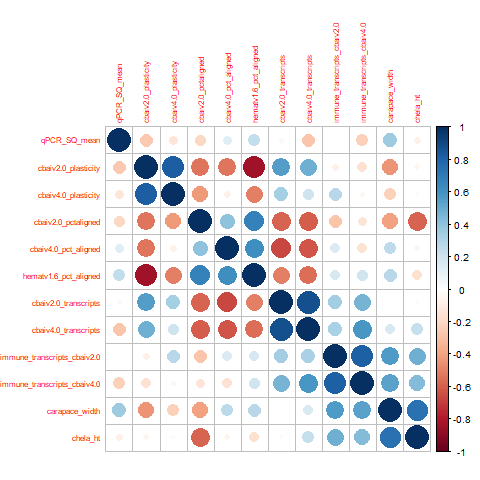 qPCR_SQ_mean
cbaiv2.0_plasticity
cbaiv4.0_plasticity
cbaiv2.0_pctaligned
cbaiv4.0_pct_aligned
hematv1.6_pct_aligned
cbaiv2.0_transcripts
cbaiv4.0_transcripts
immune_transcripts_cbaiv2.0
immune_transcripts_cbaiv4.0
carapace_width
chela_ht
qPCR_SQ_mean
cbaiv2.0_plasticity
cbaiv4.0_plasticity
cbaiv2.0_pctaligned
cbaiv4.0_pct_aligned
hematv1.6_pct_aligned
cbaiv2.0_transcripts
cbaiv4.0_transcripts
immune_transcripts_cbaiv2.0
immune_transcripts_cbaiv4.0
carapace_width
chela_ht
1
0.8
0.6
0.4
0.2
0
-0.2
-0.4
-0.6
-0.8
-1